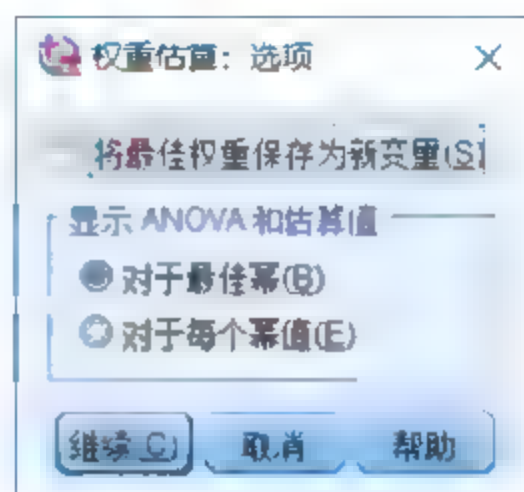 权重估算：选项
将最佳权重保存为新变量(S)
显示 ANOVA 和估算值
对于最佳幂(B)
对于每个幂值(E)
继续(C)
取消
帮助